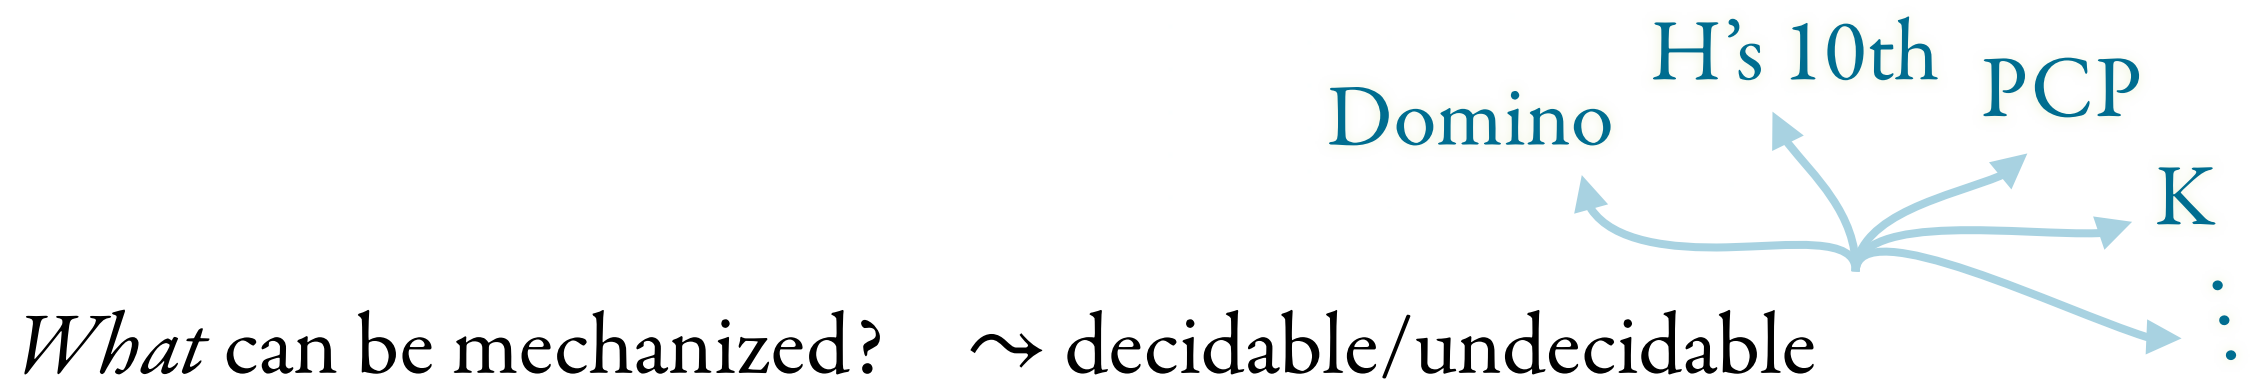 H’s 10th
PCP
Domino
K
⋮
What can be mechanized? ⤳ decidable/undecidable